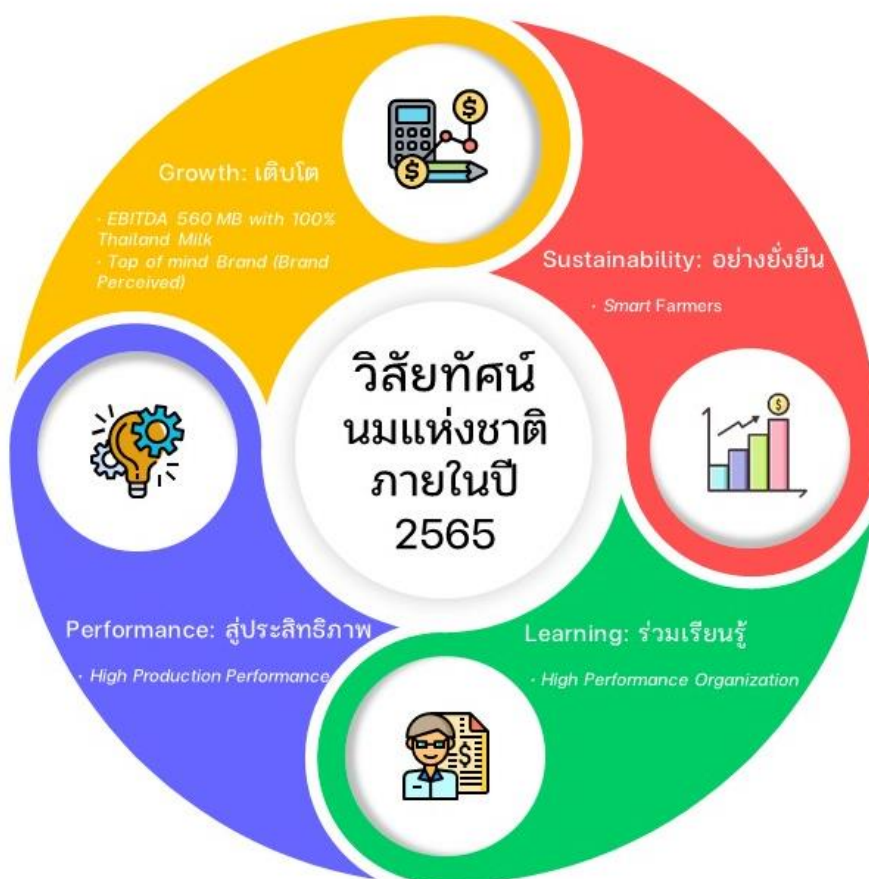 Growth: เติบโต
· EBITDA 560 MB with 100%
Thailand Milk
· Top of mind Brand (Brand
Perceived)
Sustainability: อย่างยั่งยืน
· Smart Farmers
วิสัยทัศน์
นมแห่งชาติ
ภายในปี
2565
Performance: สู่ประสิทธิภาพ
· High Production Performance
Learning: ร่วมเรียนรู้
· High Performance Organization